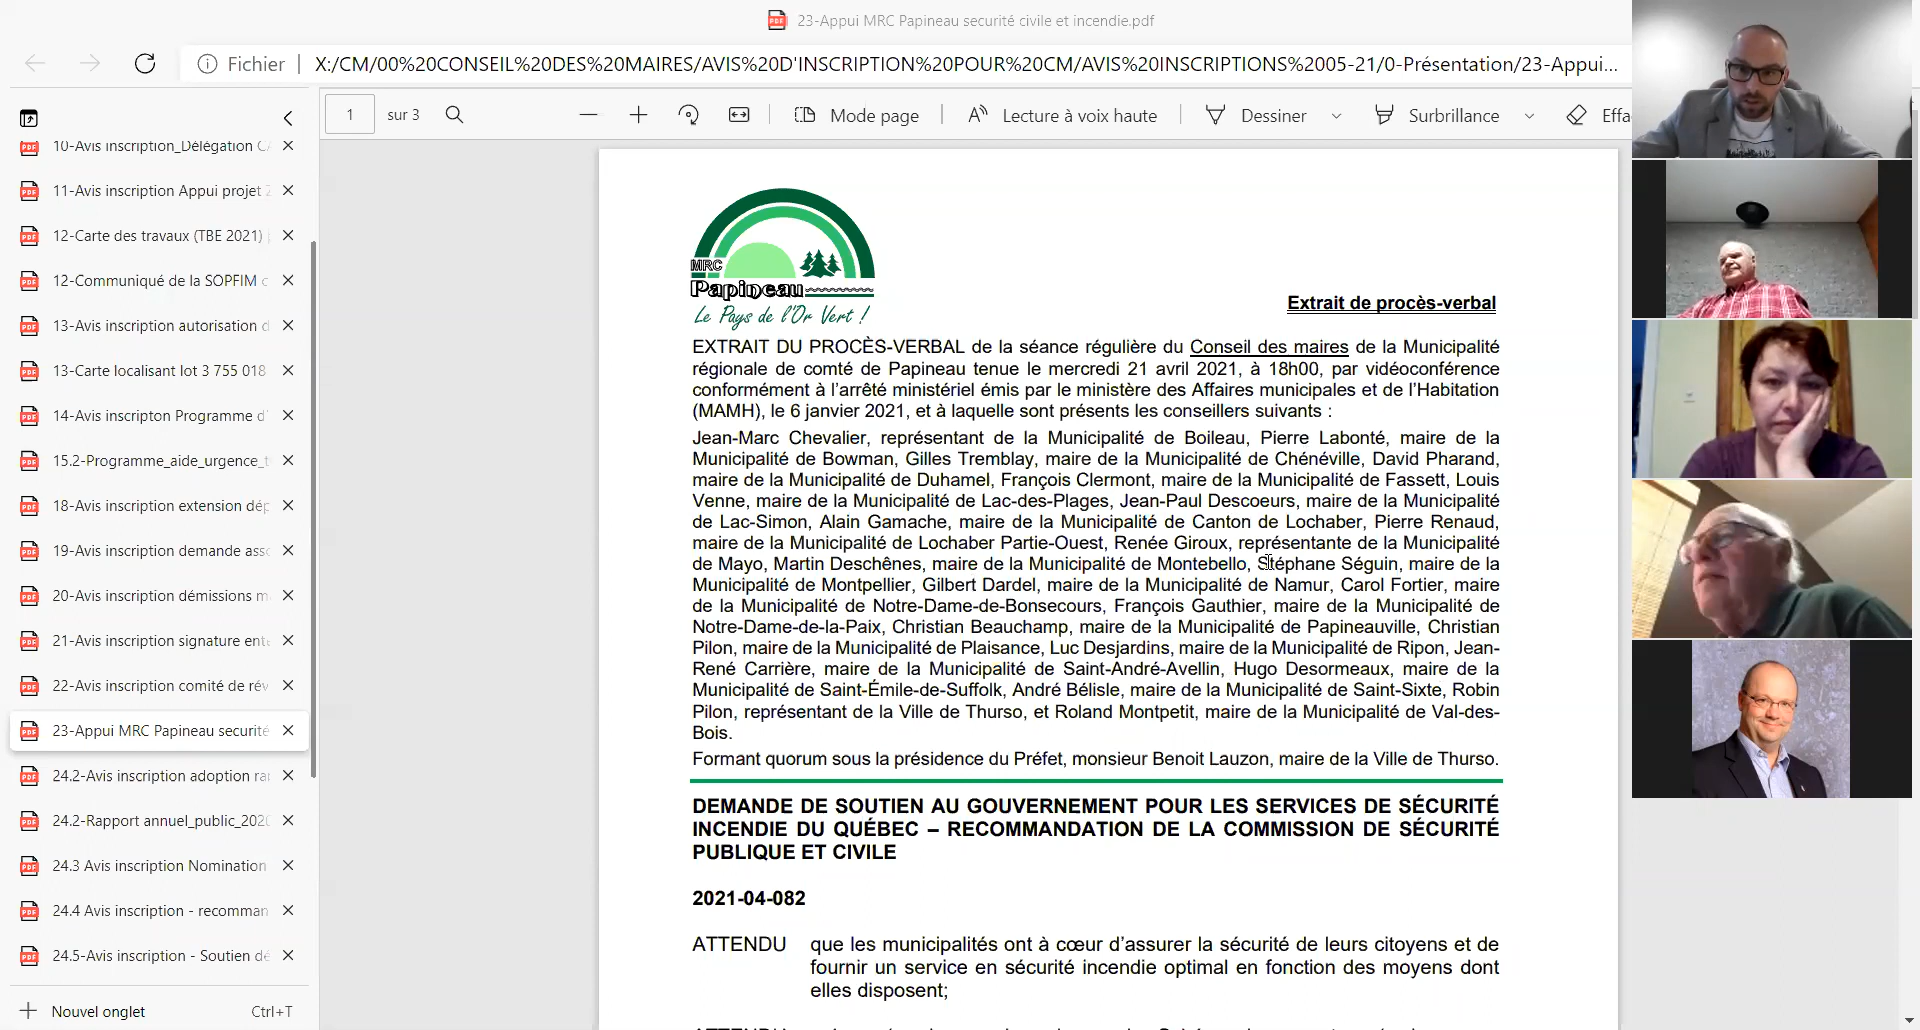 23-Appui MRC Papineau securité civile et incendie.pdf
Fichier
X:/CM/00%20CONSEIL%20DES%20MAIRES/AVIS%20D'INSCRIPTION%20POUR%20CM/AVIS%20INSCRIPTIONS%2005-21/0-Présentation/23-Appui...
1 sur 3
Mode page
Lecture à voix haute
Dessiner
Surbrillance
Effa
10-Avis inscription_Délégation CA
11-Avis inscription Appui projet 2
12-Carte des travaux (TBE 2021)
12-Communiqué de la SOPFIM c
13-Avis inscription autorisation d
13-Carte localisant lot 3 755 018
14-Avis inscripton Programme d'
15.2-Programme_aide_urgence_t
18-Avis inscription extension dép
19-Avis inscription demande asso
20-Avis inscription démissions m
21-Avis inscription signature ente
22-Avis inscription comité de rév
23-Appui MRC Papineau securité
24.2-Avis inscription adoption ra
24.2-Rapport annuel_public_2020
24.3 Avis inscription Nomination
24.4 Avis inscription - recomman
24.5-Avis inscription - Soutien de
Nouvel onglet Ctrl+T
MRC
Papineau
Le Pays de l'Or Vert !
Extrait de procès-verbal
EXTRAIT DU PROCÈS-VERBAL de la séance régulière du Conseil des maires de la Municipalité
régionale de comté de Papineau tenue le mercredi 21 avril 2021, à 18h00, par vidéoconférence
conformément à l'arrêté ministériel émis par le ministère des Affaires municipales et de l'Habitation
(MAMH), le 6 janvier 2021, et à laquelle sont présents les conseillers suivants :
Jean-Marc Chevalier, représentant de la Municipalité de Boileau, Pierre Labonté, maire de la
Municipalité de Bowman, Gilles Tremblay, maire de la Municipalité de Chénéville, David Pharand,
maire de la Municipalité de Duhamel, François Clermont, maire de la Municipalité de Fassett, Louis
Venne, maire de la Municipalité de Lac-des-Plages, Jean-Paul Descoeurs, maire de la Municipalité
de Lac-Simon, Alain Gamache, maire de la Municipalité de Canton de Lochaber, Pierre Renaud,
maire de la Municipalité de Lochaber Partie-Ouest, Renée Giroux, représentante de la Municipalité
de Mayo, Martin Deschênes, maire de la Municipalité de Montebello, Stéphane Séguin, maire de la
Municipalité de Montpellier, Gilbert Dardel, maire de la Municipalité de Namur, Carol Fortier, maire
de la Municipalité de Notre-Dame-de-Bonsecours, François Gauthier, maire de la Municipalité de
Notre-Dame-de-la-Paix, Christian Beauchamp, maire de la Municipalité de Papineauville, Christian
Pilon, maire de la Municipalité de Plaisance, Luc Desjardins, maire de la Municipalité de Ripon, Jean-
René Carrière, maire de la Municipalité de Saint-André-Avellin, Hugo Desormeaux, maire de la
Municipalité de Saint-Émile-de-Suffolk, André Bélisle, maire de la Municipalité de Saint-Sixte, Robin
Pilon, représentant de la Ville de Thurso, et Roland Montpetit, maire de la Municipalité de Val-des-
Bois.
Formant quorum sous la présidence du Préfet, monsieur Benoit Lauzon, maire de la Ville de Thurso.
DEMANDE DE SOUTIEN AU GOUVERNEMENT POUR LES SERVICES DE SÉCURITÉ
INCENDIE DU QUÉBEC – RECOMMANDATION DE LA COMMISSION DE SÉCURITÉ
PUBLIQUE ET CIVILE
2021-04-082
ATTENDU que les municipalités ont à cœur d'assurer la sécurité de leurs citoyens et de
fournir un service en sécurité incendie optimal en fonction des moyens dont
elles disposent;